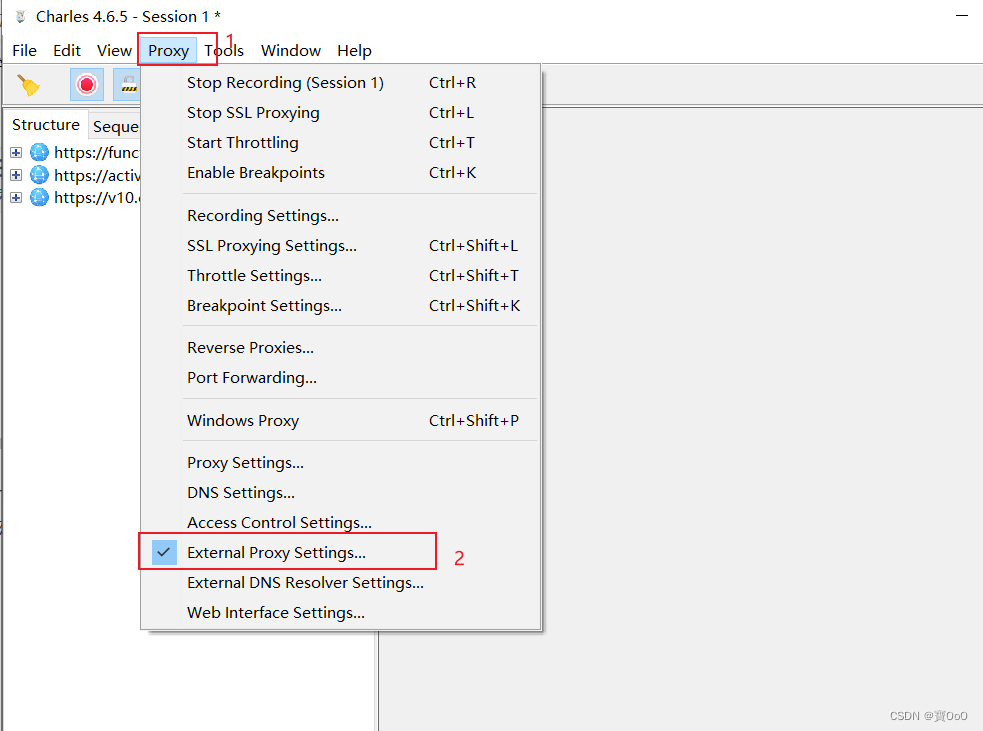 Charles 4.6.5 - Session 1 *
File Edit View Proxy Tools Window Help
1
Structure Seque
https://func
https://activ
https://v10.
Stop Recording (Session 1) Ctrl+R
Stop SSL Proxying Ctrl+L
Start Throttling Ctrl+T
Enable Breakpoints Ctrl+K
Recording Settings...
SSL Proxying Settings... Ctrl+Shift+L
Throttle Settings... Ctrl+Shift+T
Breakpoint Settings... Ctrl+Shift+K
Reverse Proxies...
Port Forwarding...
Windows Proxy Ctrl+Shift+P
Proxy Settings...
DNS Settings...
Access Control Settings...
External Proxy Settings... 2
External DNS Resolver Settings...
Web Interface Settings...
CSDN @寶OoO